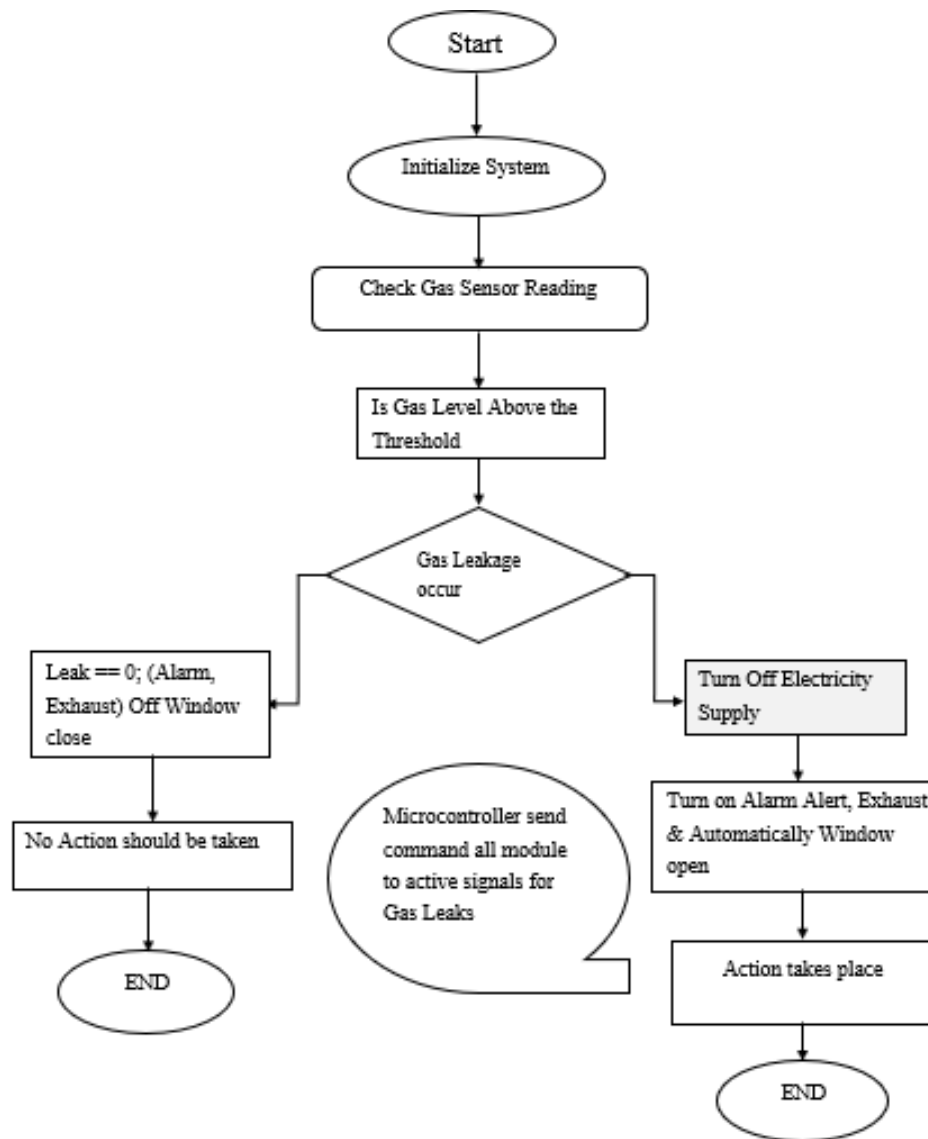 Start
Initialize System
Check Gas Sensor Reading
Is Gas Level Above the
Threshold
Gas Leakage
occur
Leak == 0; (Alarm,
Exhaust) Off Window
close
No Action should be taken
END
Microcontroller send
command all module
to active signals for
Gas Leaks
Turn Off Electricity
Supply
Turn on Alarm Alert, Exhaust
& Automatically Window
open
Action takes place
END